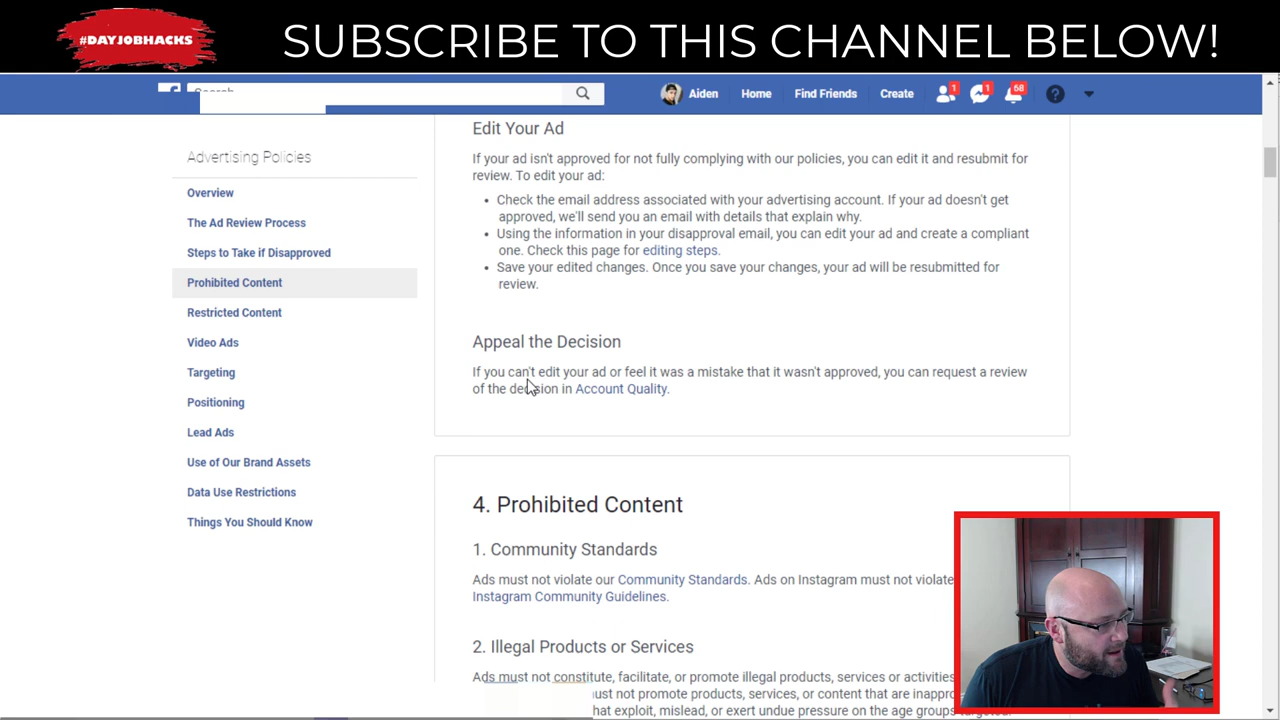 #DAYJOBHACKS
SUBSCRIBE TO THIS CHANNEL BELOW!
Aiden
Home
Find Friends
Create
1
1
68
Advertising Policies
Overview
The Ad Review Process
Steps to Take if Disapproved
Prohibited Content
Restricted Content
Video Ads
Targeting
Positioning
Lead Ads
Use of Our Brand Assets
Data Use Restrictions
Things You Should Know
Edit Your Ad
If your ad isn't approved for not fully complying with our policies, you can edit it and resubmit for
review. To edit your ad:
• Check the email address associated with your advertising account. If your ad doesn't get
approved, we'll send you an email with details that explain why.
• Using the information in your disapproval email, you can edit your ad and create a compliant
one. Check this page for editing steps.
• Save your edited changes. Once you save your changes, your ad will be resubmitted for
review.
Appeal the Decision
If you can't edit your ad or feel it was a mistake that it wasn't approved, you can request a review
of the decision in Account Quality.
4. Prohibited Content
1. Community Standards
Ads must not violate our Community Standards. Ads on Instagram must not violate
Instagram Community Guidelines.
2. Illegal Products or Services
Ads must not constitute, facilitate, or promote illegal products, services or activities
must not promote products, services, or content that are
that exploit, mislead, or exert undue pressure on the age groups targeted.